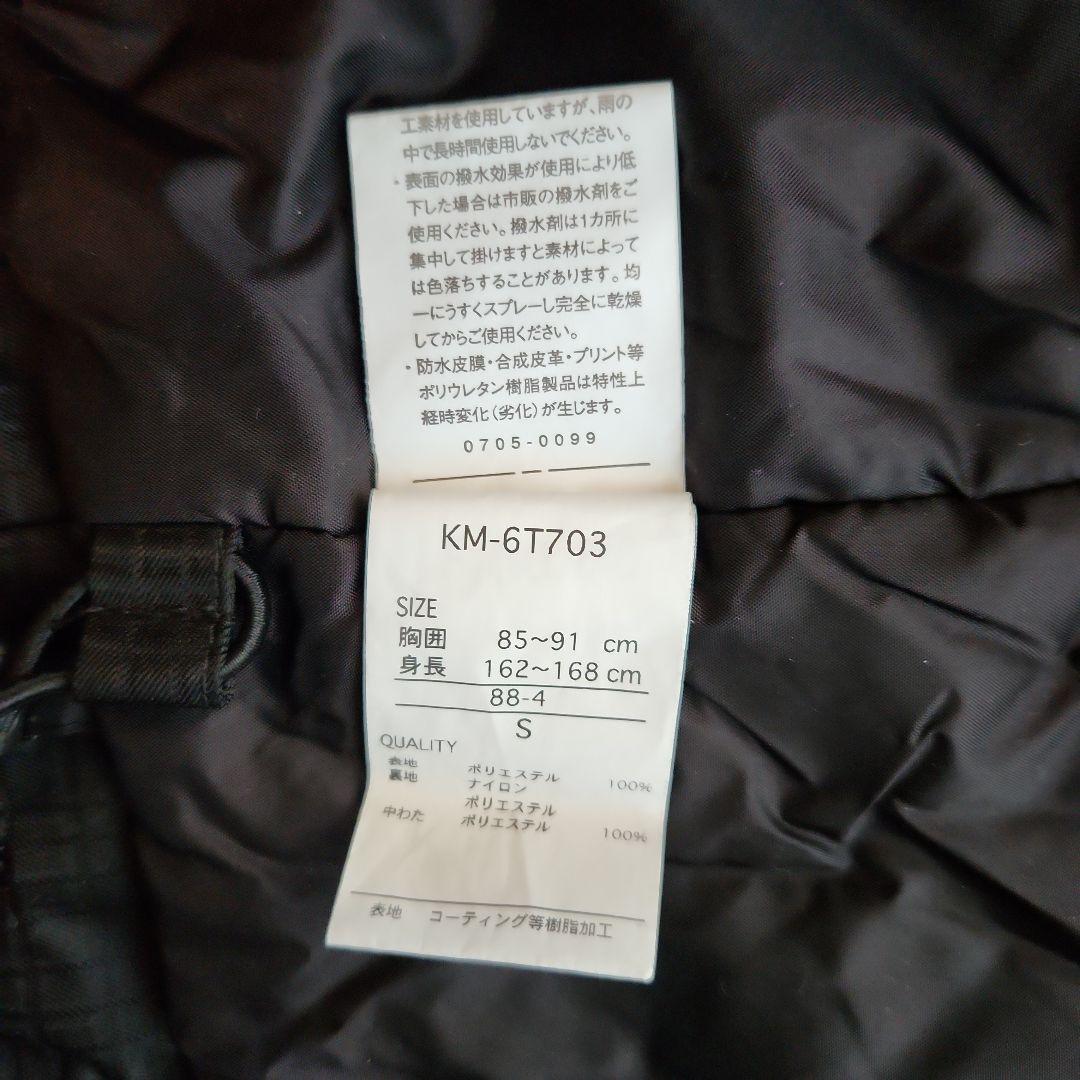 工素材を使用していますが、雨の
中で長時間使用しないでください。
・表面の撥水効果が使用により低
下した場合は市販の撥水剤をご
使用ください。撥水剤は1カ所に
集中して掛けますと素材によって
は色落ちすることがあります。均
一にうすくスプレーし完全に乾燥
してからご使用ください。
・防水皮膜・合成皮革・プリント等
ポリウレタン樹脂製品は特性上
経時変化(劣化)が生じます。
0705-0099
KM-6T703
SIZE
胸囲 85〜91 cm
身長 162〜168 cm
88-4
S
QUALITY
表地 ポリエステル 100%
裏地 ナイロン
ポリエステル
中わた ポリエステル 100%
表地 コーティング等樹脂加工